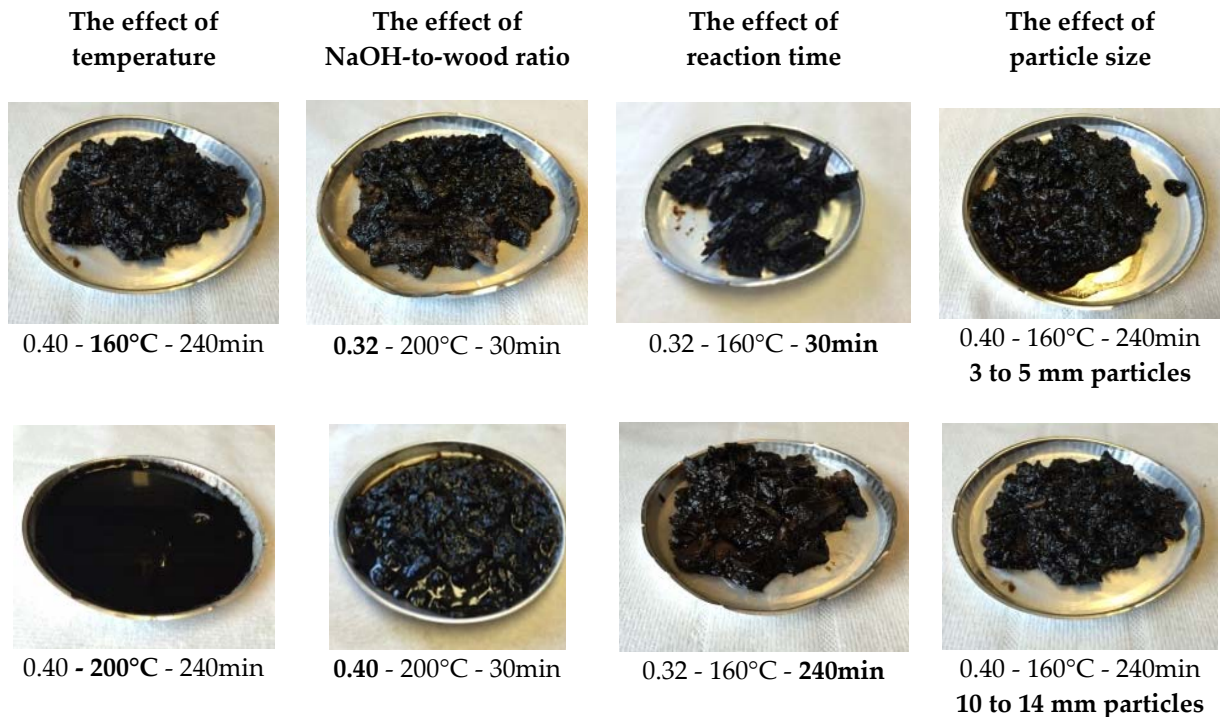 The effect of
temperature
The effect of
NaOH-to-wood ratio
The effect of
reaction time
The effect of
particle size
0.40 - 160°C - 240min
0.32 - 200°C - 30min
0.32 - 160°C - 30min
0.40 - 160°C - 240min
3 to 5 mm particles
0.40 - 200°C - 240min
0.40 - 200°C - 30min
0.32 - 160°C - 240min
0.40 - 160°C - 240min
10 to 14 mm particles